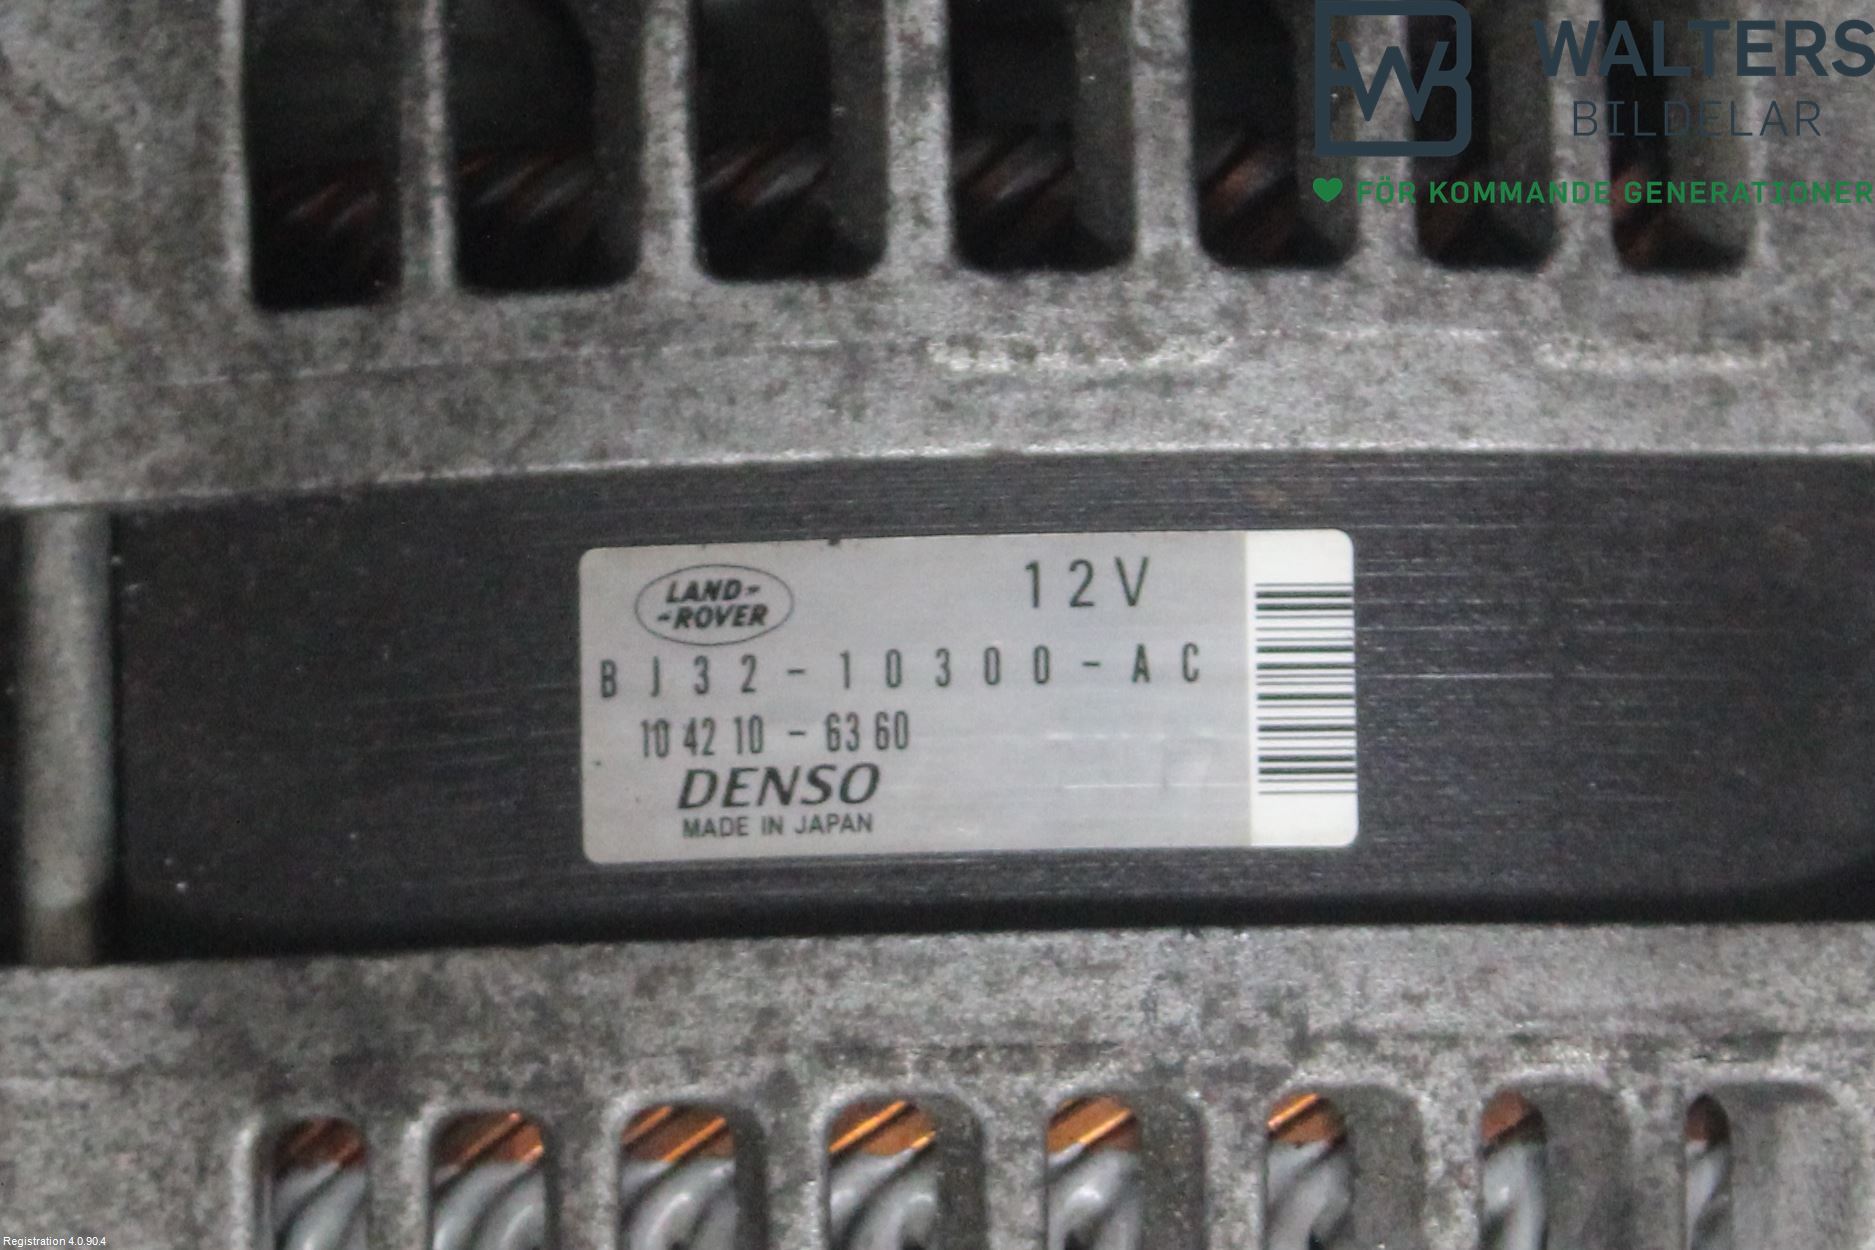 WALTERS
BILDELAR
FÖR KOMMANDE GENERATIONER
LAND-
-ROVER
12V
BJ32-10300-AC
104210-6360
DENSO
MADE IN JAPAN
Registration 4.0.90.4